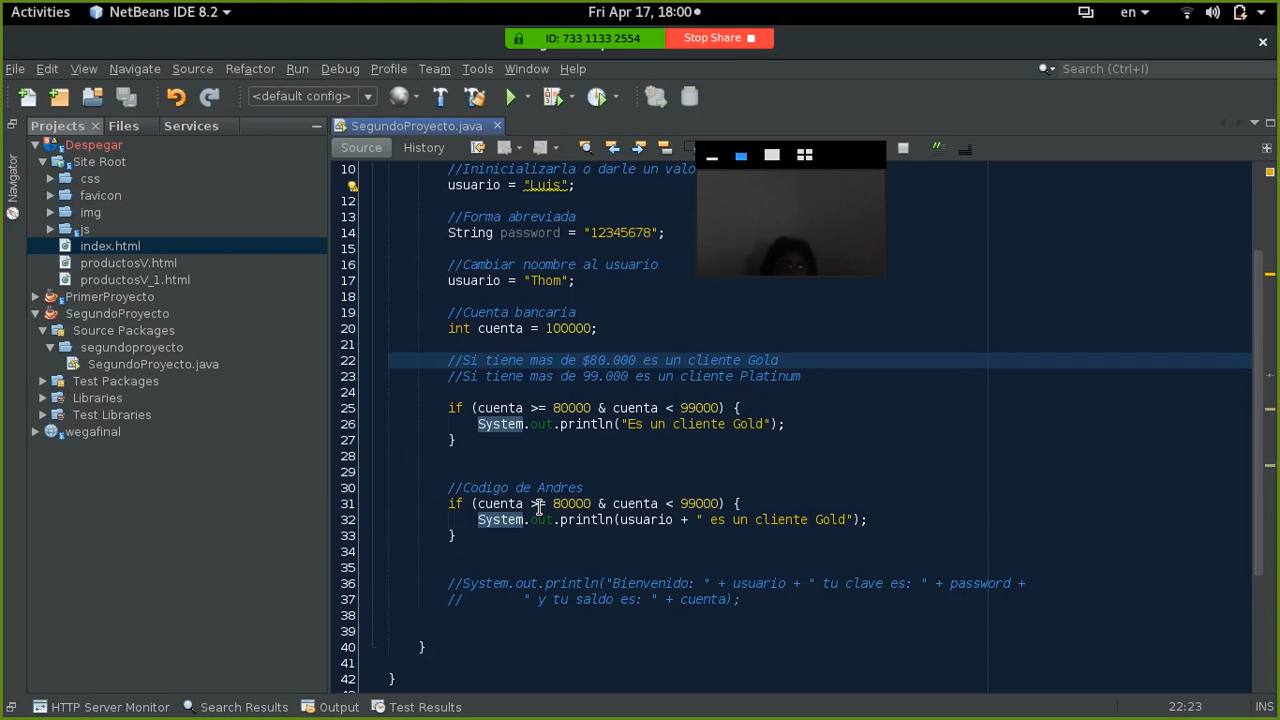 Activities NetBeans IDE 8.2 Fri Apr 17, 18:00 en
ID: 733 1133 2554 Stop Share
File Edit View Navigate Source Refactor Run Debug Profile Team Tools Window Help Search (Ctrl+I)
<default config>
Projects Files Services SegundoProyecto.java
Navigator
Source History
Despegar
Site Root
css
favicon
img
js
index.html
productosV.html
productosV_1.html
PrimerProyecto
SegundoProyecto
Source Packages
segundoproyecto
SegundoProyecto.java
Test Packages
Libraries
Test Libraries
wegafinal
10 //Ininicializarla o darle un valo
usuario = "Luis";
12
13 //Forma abreviada
14 String password = "12345678";
15
16 //Cambiar noombre al usuario
17 usuario = "Thom";
18
19 //Cuenta bancaria
20 int cuenta = 100000;
21
22 //Si tiene mas de $80.000 es un cliente Gold
23 //Si tiene mas de 99.000 es un cliente Platinum
24
25 if (cuenta >= 80000 & cuenta < 99000) {
26 System.out.println("Es un cliente Gold");
27 }
28
29
30 //Codigo de Andres
31 if (cuenta >= 80000 & cuenta < 99000) {
32 System.out.println(usuario + " es un cliente Gold");
33 }
34
35
36 //System.out.println("Bienvenido: " + usuario + " tu clave es: " + password +
37 // " y tu saldo es: " + cuenta);
38
39
40 }
41
42 }
HTTP Server Monitor Search Results Output Test Results 22:23 INS